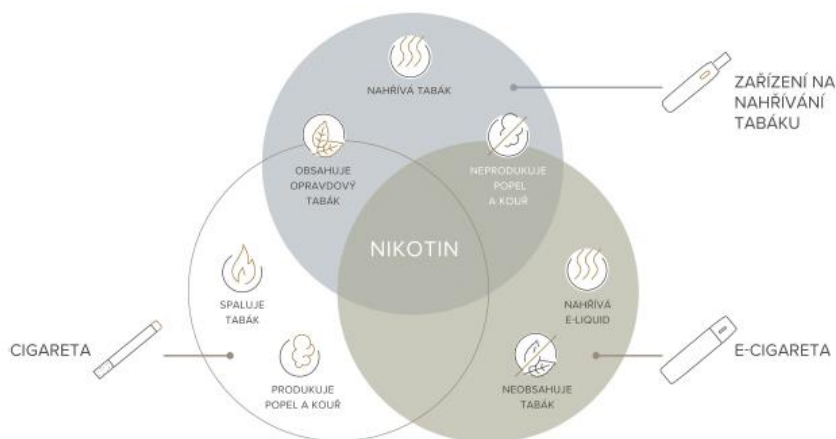 NAHŘÍVÁ TABÁK
ZAŘÍZENÍ NA
NAHŘÍVÁNÍ
TABÁKU
OBSAHUJE
OPRAVDOVÝ
TABÁK
NEPRODUKUJE
POPEL
A KOUŘ
NIKOTIN
SPALUJE
TABÁK
NAHŘÍVÁ
E-LIQUID
CIGARETA
E-CIGARETA
PRODUKUJE
POPEL A KOUŘ
NEOBSAHUJE
TABÁK